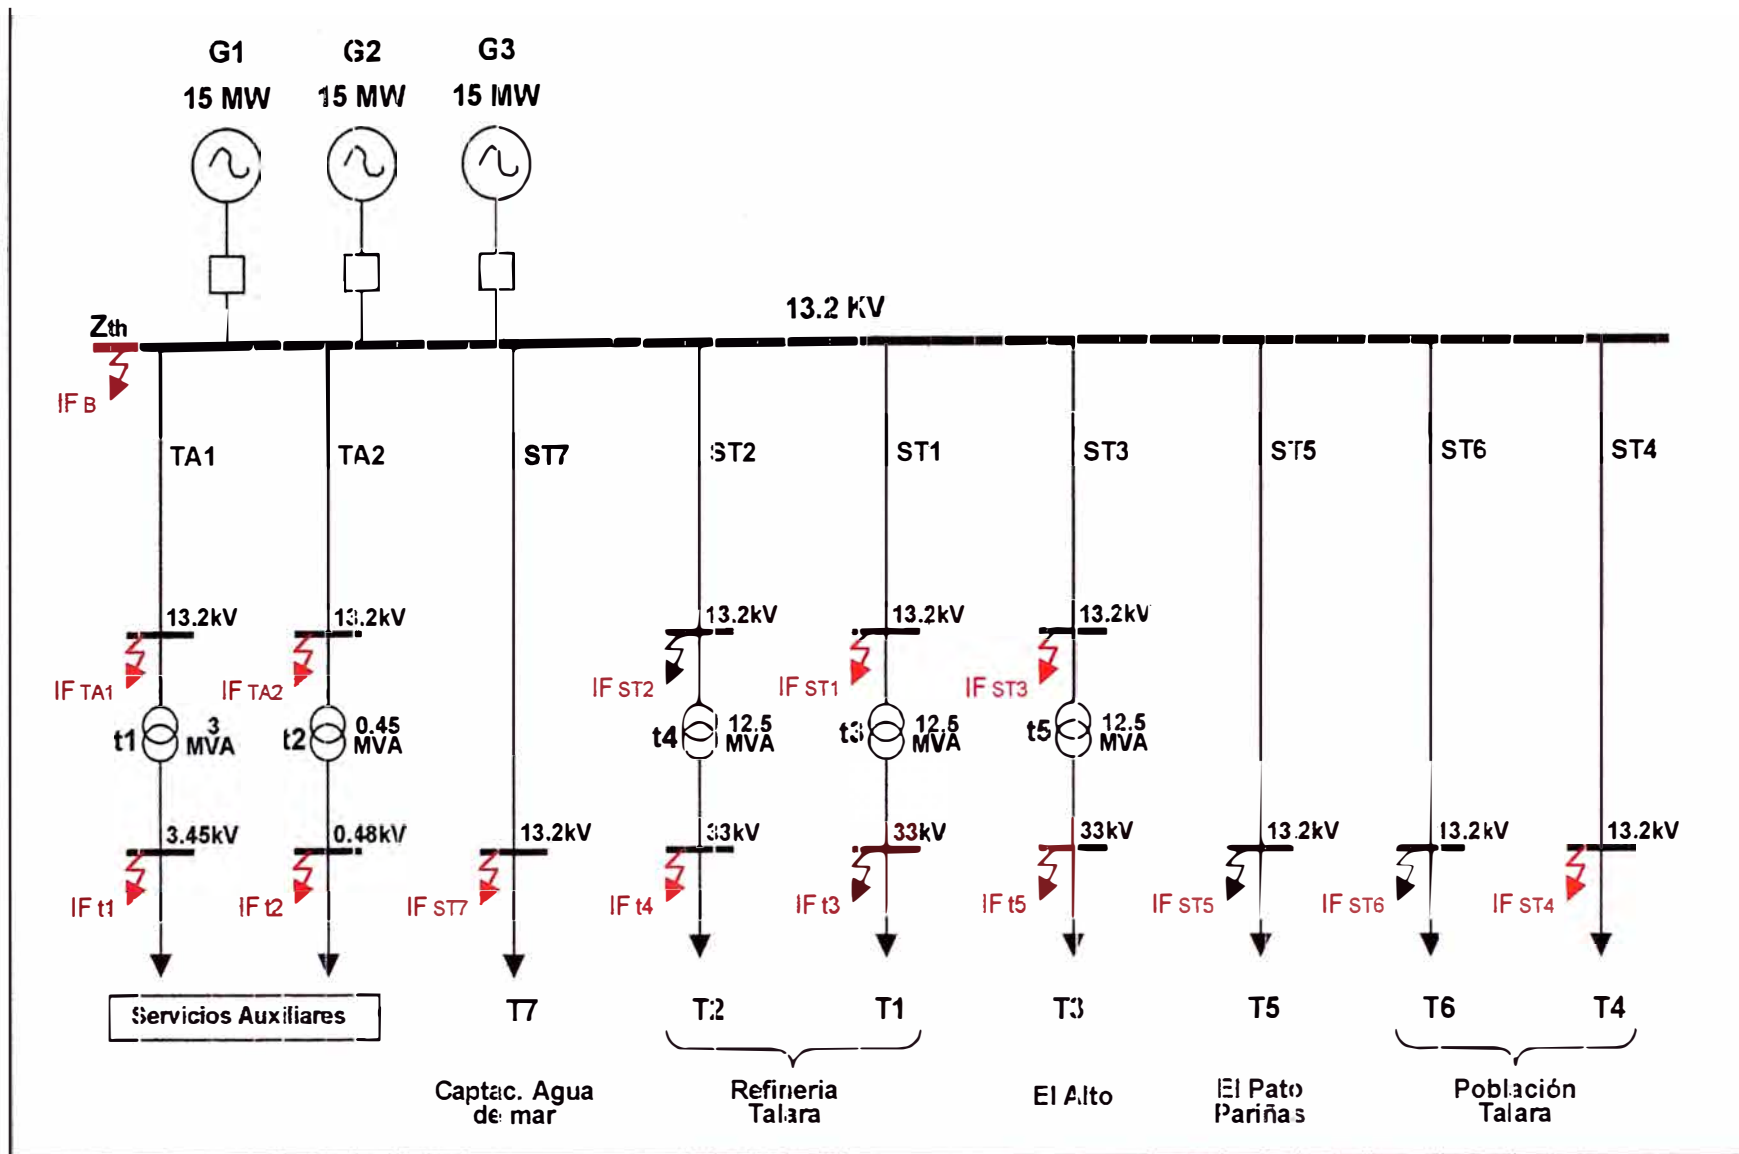 G1
G2
G3
15 MW
15 MW
15 MW
13.2 KV
Zth
IF B
TA1
TA2
ST7
ST2
ST1
ST3
ST5
ST6
ST4
13.2kV
13.2kV
13.2kV
13.2kV
13.2kV
IF TA1
IF TA2
IF ST2
IF ST1
IF ST3
t1
3
MVA
t2
0.45
MVA
t4
12.5
MVA
t3
12.5
MVA
t5
12.5
MVA
3.45kV
0.48kV
13.2kV
33kV
33kV
33kV
13.2kV
13.2kV
13.2kV
IF t1
IF t2
IF ST7
IF t4
IF t3
IF t5
IF ST5
IF ST6
IF ST4
Servicios Auxiliares
T7
T2
T1
T3
T5
T6
T4
Captac. Agua
de mar
Refineria
Talara
El Alto
El Pato
Pariñas
Población
Talara